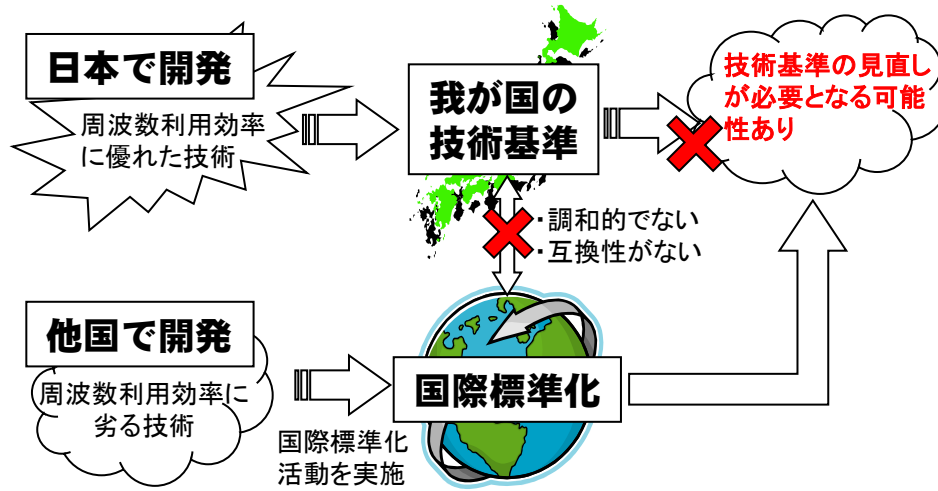 日本で開発
周波数利用効率
に優れた技術
我が国の
技術基準
技術基準の見直し
が必要となる可能
性あり
・調和的でない
・互換性がない
他国で開発
周波数利用効率に
劣る技術
国際標準化
活動を実施
国際標準化